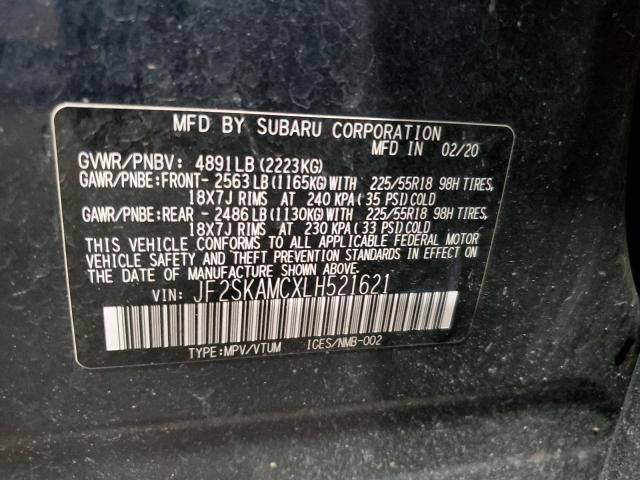 MFD BY SUBARU CORPORATION
MFD IN 02/20
GVWR/PNBV: 4891LB(2223KG)
GAWR/PNBE:FRONT-2563LB(1165KG)WITH 225/55R18 98H TIRES,
18X7J RIMS AT 240 KPA(35 PSI)COLD
GAWR/PNBE:REAR -2486LB(1130KG)WITH 225/55R18 98H TIRES,
18X7J RIMS AT 230 KPA(33 PSI)COLD
THIS VEHICLE CONFORMS TO ALL APPLICABLE FEDERAL MOTOR
VEHICLE SAFETY AND THEFT PREVENTION STANDARDS IN EFFECT ON
THE DATE OF MANUFACTURE SHOWN ABOVE.
VIN: JF2SKAMCXLH521621
TYPE:MPV/VTUM ICES/NMB-002